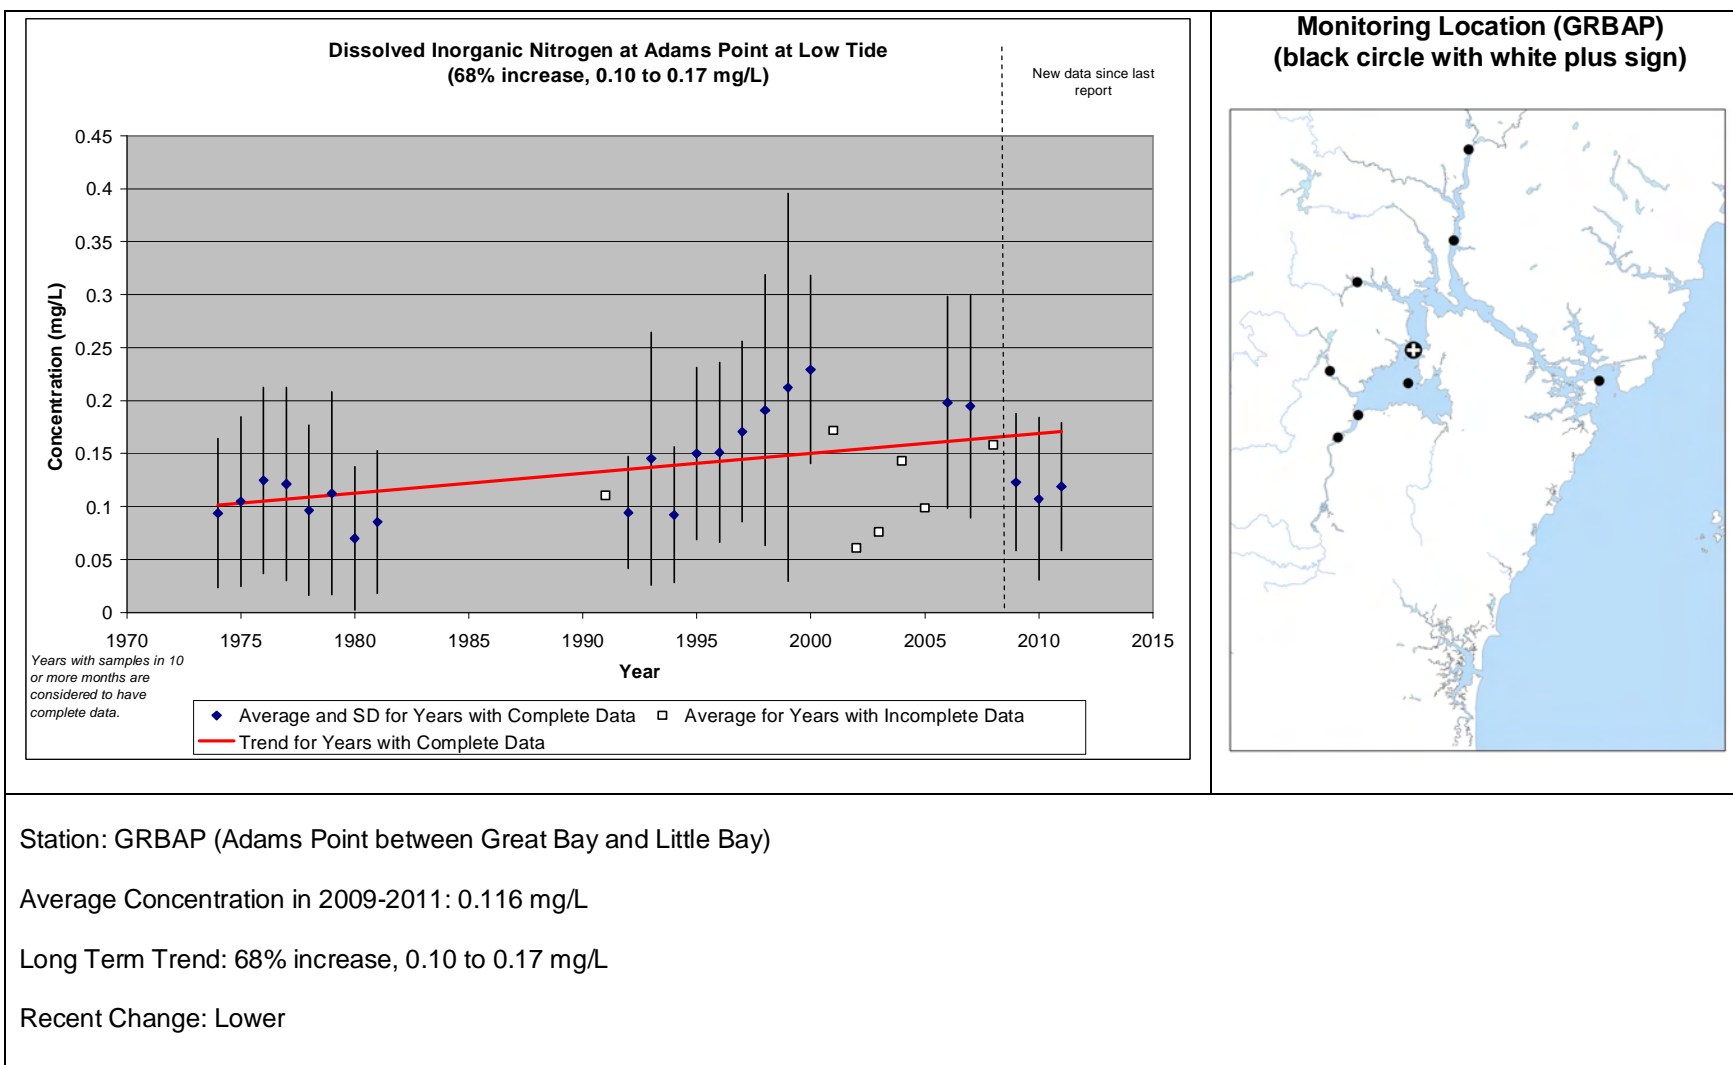 Dissolved Inorganic Nitrogen at Adams Point at Low Tide
(68% increase, 0.10 to 0.17 mg/L)
New data since last
report
Concentration (mg/L)
0.45
0.4
0.35
0.3
0.25
0.2
0.15
0.1
0.05
0
1970 1975 1980 1985 1990 1995 2000 2005 2010 2015
Year
Years with samples in 10
or more months are
considered to have
complete data.
Average and SD for Years with Complete Data Average for Years with Incomplete Data
Trend for Years with Complete Data
Monitoring Location (GRBAP)
(black circle with white plus sign)
Station: GRBAP (Adams Point between Great Bay and Little Bay)
Average Concentration in 2009-2011: 0.116 mg/L
Long Term Trend: 68% increase, 0.10 to 0.17 mg/L
Recent Change: Lower